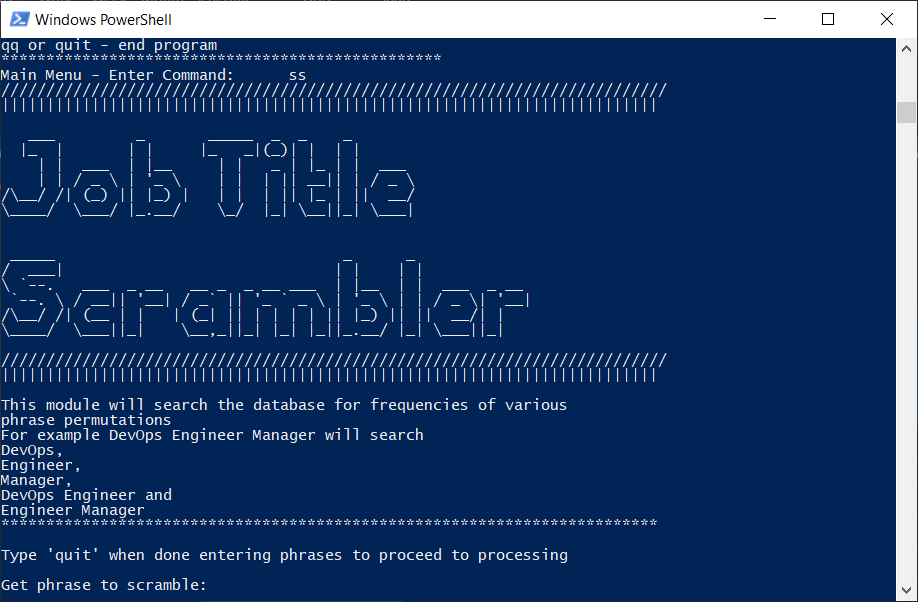 Windows PowerShell
qq or quit - end program
*************************************************
Main Menu - Enter Command:      ss
//////////////////////////////////////////////////////////////////////////
|||||||||||||||||||||||||||||||||||||||||||||||||||||||||||||||||||||||||
Job Title
Scrambler
//////////////////////////////////////////////////////////////////////////
|||||||||||||||||||||||||||||||||||||||||||||||||||||||||||||||||||||||||
This module will search the database for frequencies of various
phrase permutations
For example DevOps Engineer Manager will search
DevOps,
Engineer,
Manager,
DevOps Engineer and
Engineer Manager
*************************************************************************
Type 'quit' when done entering phrases to proceed to processing
Get phrase to scramble: